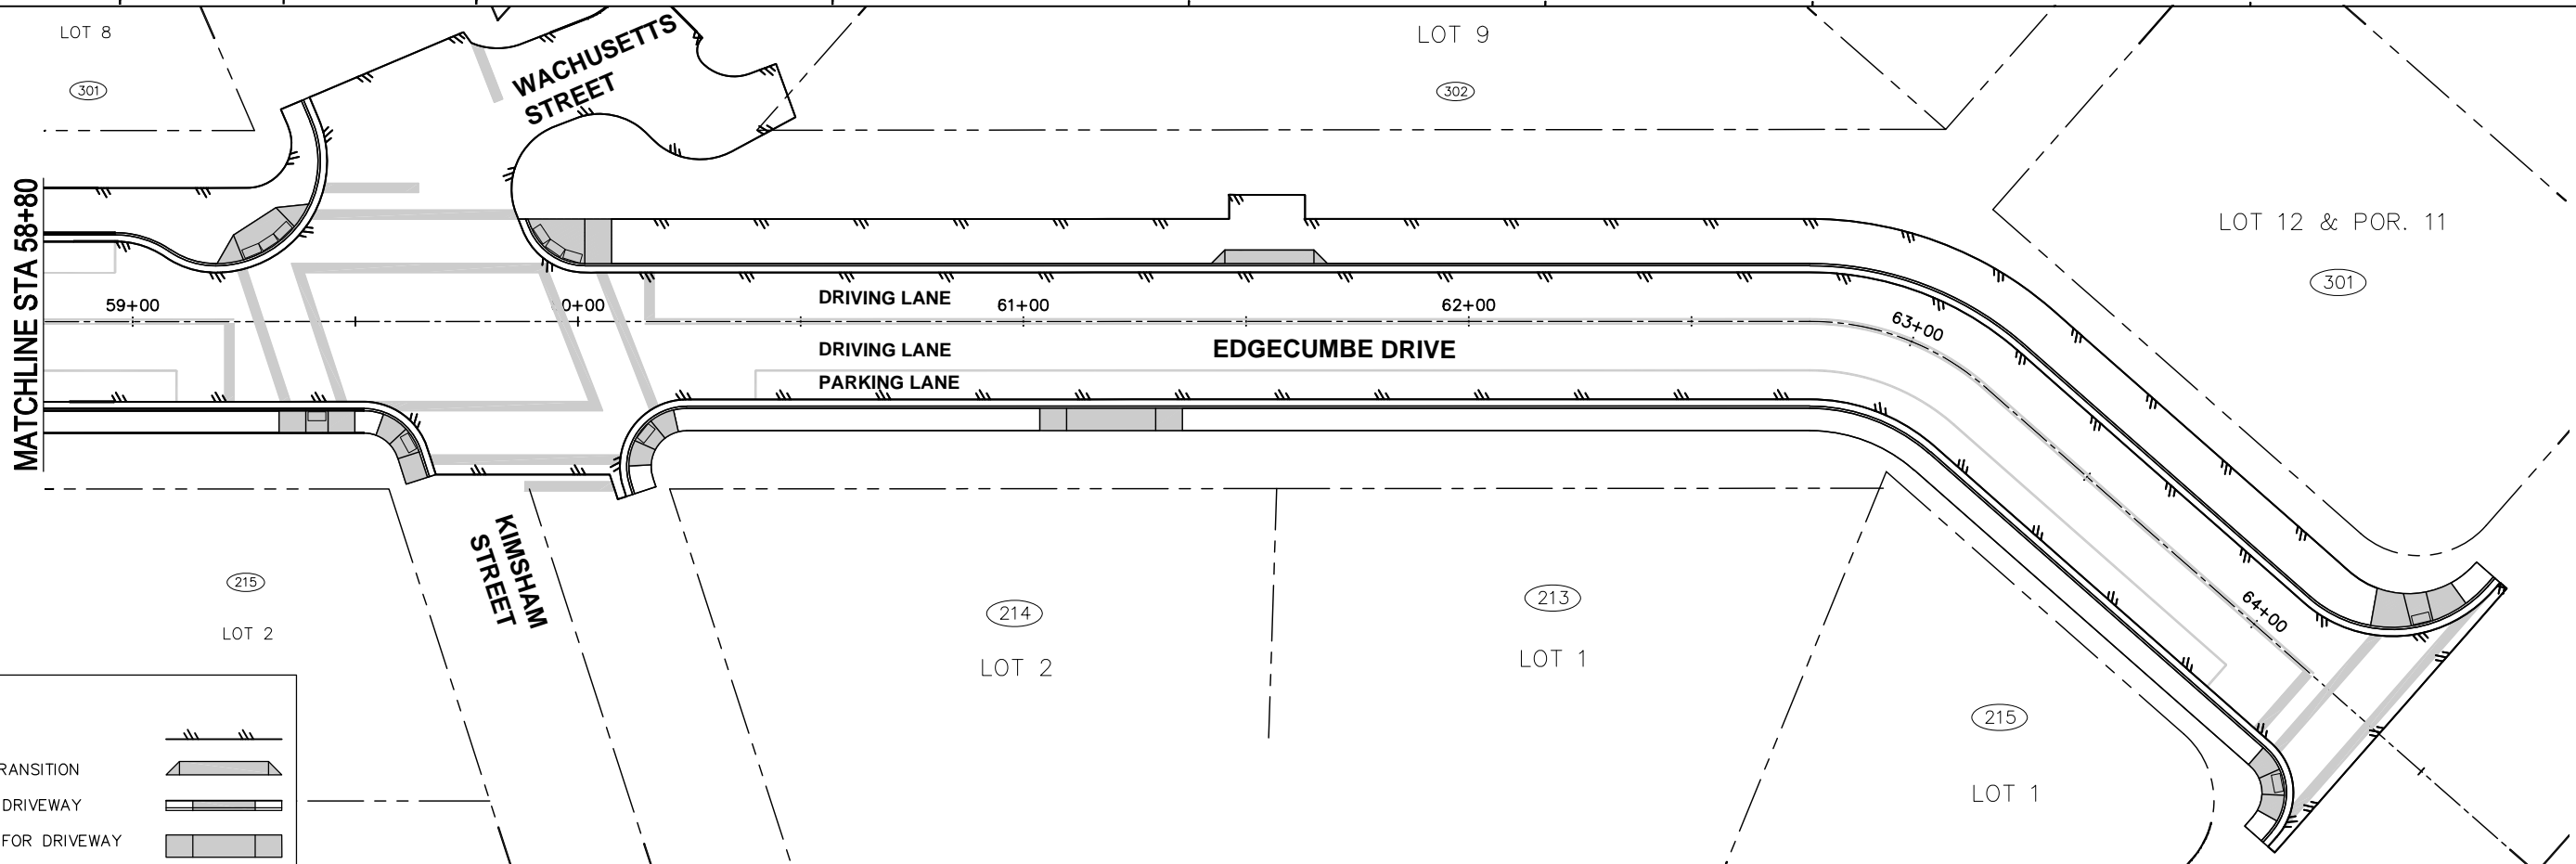 LOT 8
301
WACHUSETTS
STREET
LOT 9
302
LOT 12 & POR. 11
301
MATCHLINE STA 58+80
59+00
0+00
61+00
62+00
63+00
64+00
DRIVING LANE
DRIVING LANE
PARKING LANE
EDGECUMBE DRIVE
KIMSHAM
STREET
215
LOT 2
214
LOT 2
213
LOT 1
215
LOT 1
RANSITION
DRIVEWAY
FOR DRIVEWAY